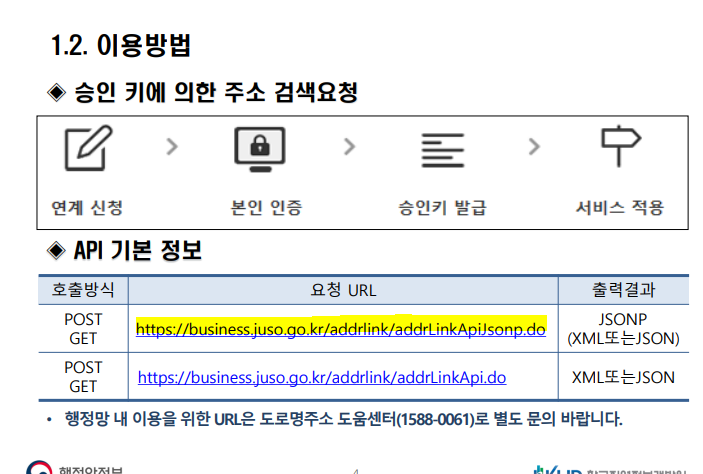 1.2. 이용방법
◈ 승인 키에 의한 주소 검색요청
연계 신청 > 본인 인증 > 승인키 발급 > 서비스 적용
◈ API 기본 정보
호출방식 요청 URL 출력결과
POST
GET
https://business.juso.go.kr/addrlink/addrLinkApiJsonp.do
JSONP
(XML또는JSON)
POST
GET
https://business.juso.go.kr/addrlink/addrLinkApi.do
XML또는JSON
• 행정망 내 이용을 위한 URL은 도로명주소 도움센터(1588-0061)로 별도 문의 바랍니다.
행정안전부